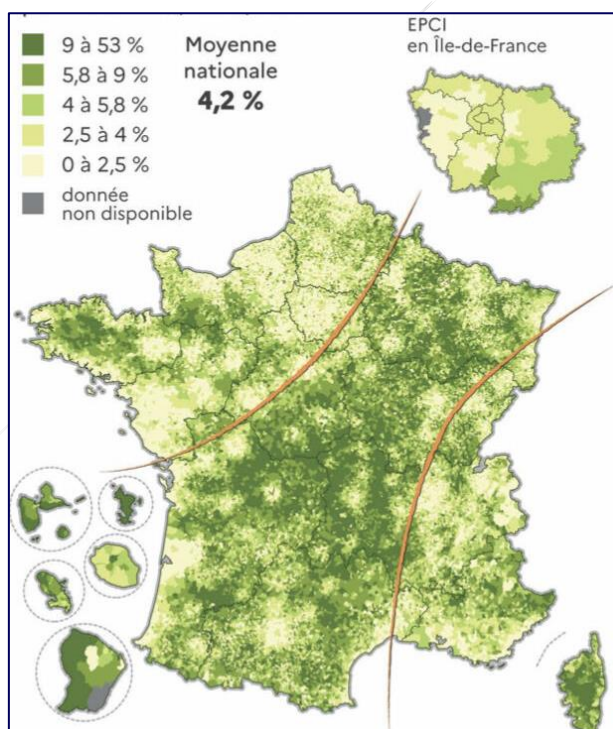 9 à 53 %
5,8 à 9 %
4 à 5,8 %
2,5 à 4 %
0 à 2,5 %
donnée
non disponible
Moyenne
nationale
4,2 %
EPCI
en Île-de-France